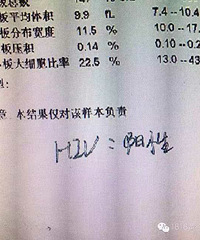 板平均体积 9.9 fL 7.4--10.4
板分布宽度 11.5 % 10.0--17.
板压积 0.14 % 0.10--0.2
板大细胞比率 22.5 % 13.0--43
章 本结果仅对该样本负责
HIV：阳性